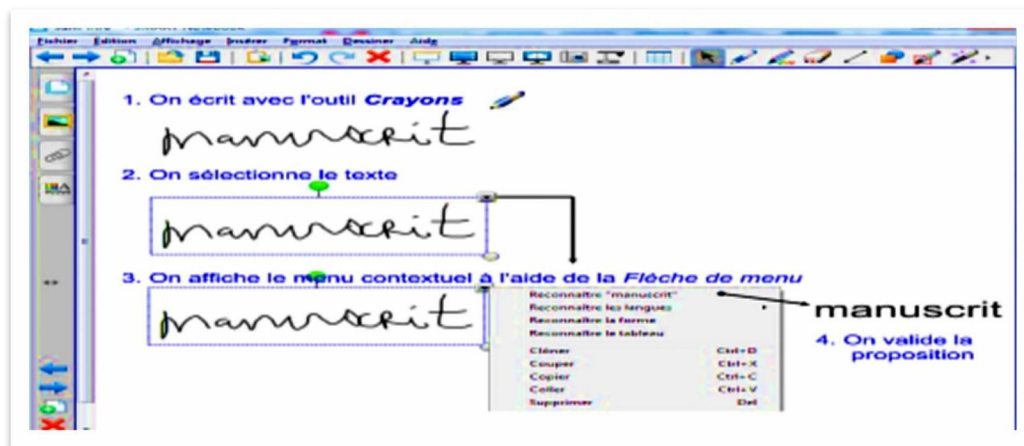 Fichier Edition Affichage Insérer Format Dessiner Aide
1. On écrit avec l'outil Crayons
manuscrit
2. On sélectionne le texte
manuscrit
3. On affiche le menu contextuel à l'aide de la Flèche de menu
manuscrit
Reconnaître "manuscrit"
Reconnaître les langues
Reconnaître la forme
Reconnaître le tableau
Clôner Ctrl+D
Couper Ctrl+X
Copier Ctrl+C
Coller Ctrl+V
Supprimer Del
manuscrit
4. On valide la
proposition